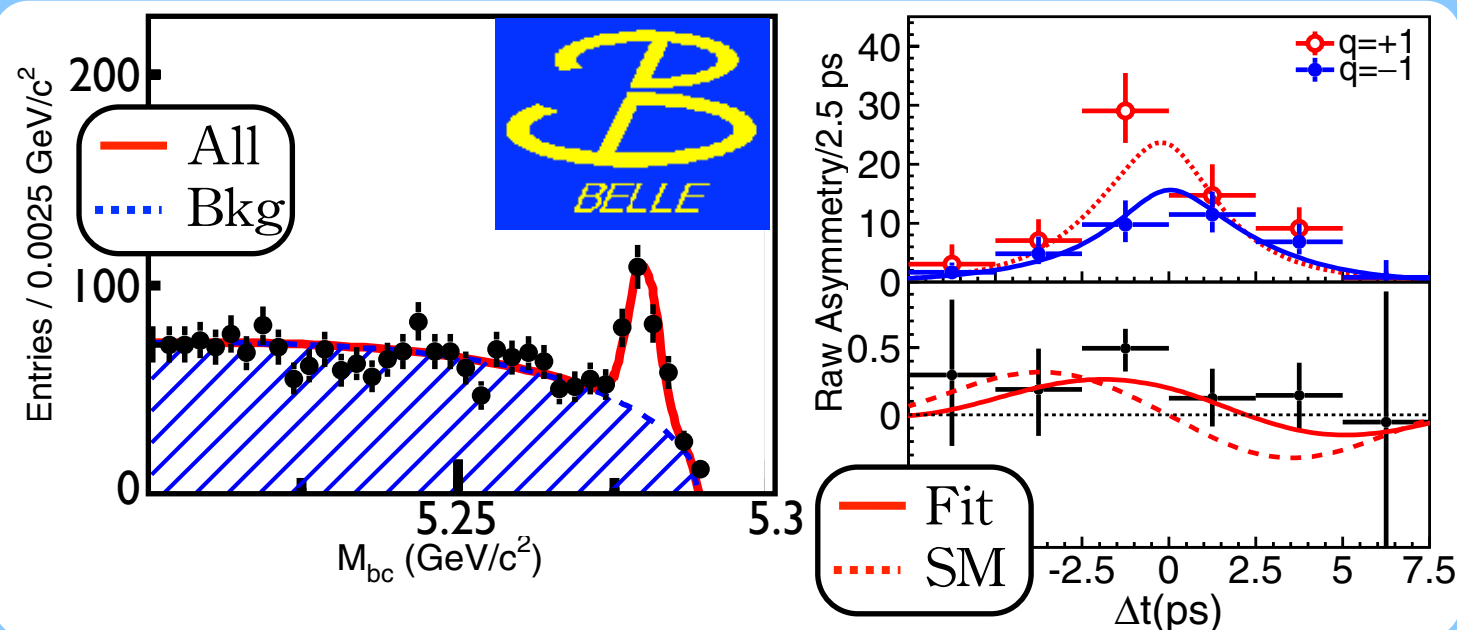 200
100
0
5.25
5.3
Entries / 0.0025 GeV/c²
M_bc (GeV/c²)
All
Bkg
BELLE
40
30
20
10
0
q=+1
q=−1
0.5
0
Raw Asymmetry/2.5 ps
Fit
SM
-2.5
0
2.5
5
7.5
Δt(ps)